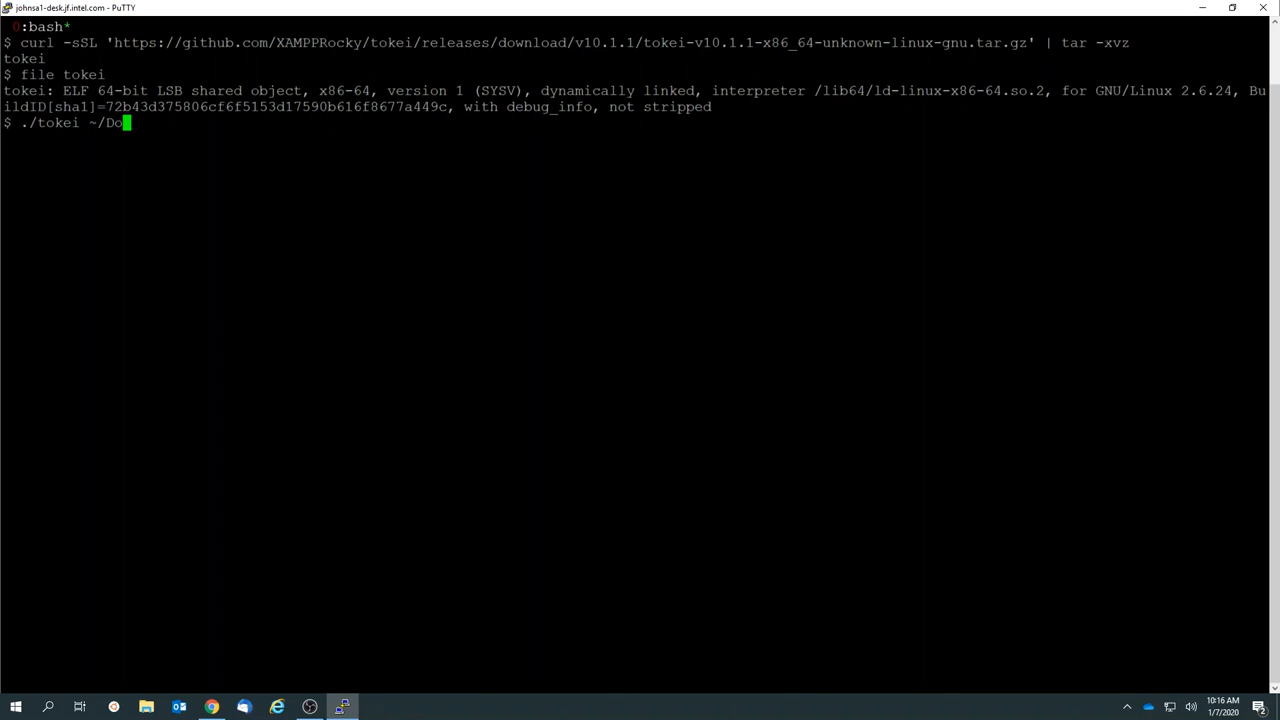 johnsa1-desk.jf.intel.com - PuTTY
0:bash*
$ curl -sSL 'https://github.com/XAMPPRocky/tokei/releases/download/v10.1.1/tokei-v10.1.1-x86_64-unknown-linux-gnu.tar.gz' | tar -xvz
tokei
$ file tokei
tokei: ELF 64-bit LSB shared object, x86-64, version 1 (SYSV), dynamically linked, interpreter /lib64/ld-linux-x86-64.so.2, for GNU/Linux 2.6.24, Bu
ildID[sha1]=72b43d375806cf6f5153d17590b616f8677a449c, with debug_info, not stripped
$ ./tokei ~/Do
10:16 AM
1/7/2020
2